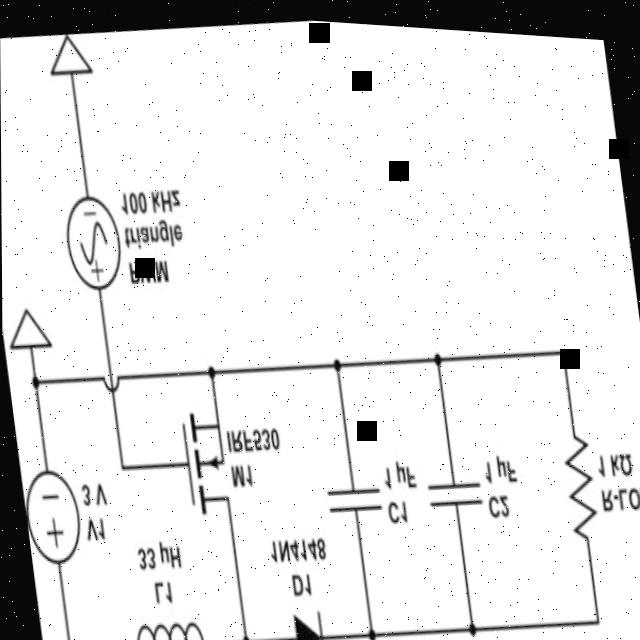 100 kHz
triangle
IRF530
M1
3 V
V1
33 µH
L1
1N4148
D1
1 µF
C1
1 µF
C2
1 kΩ
R-LO